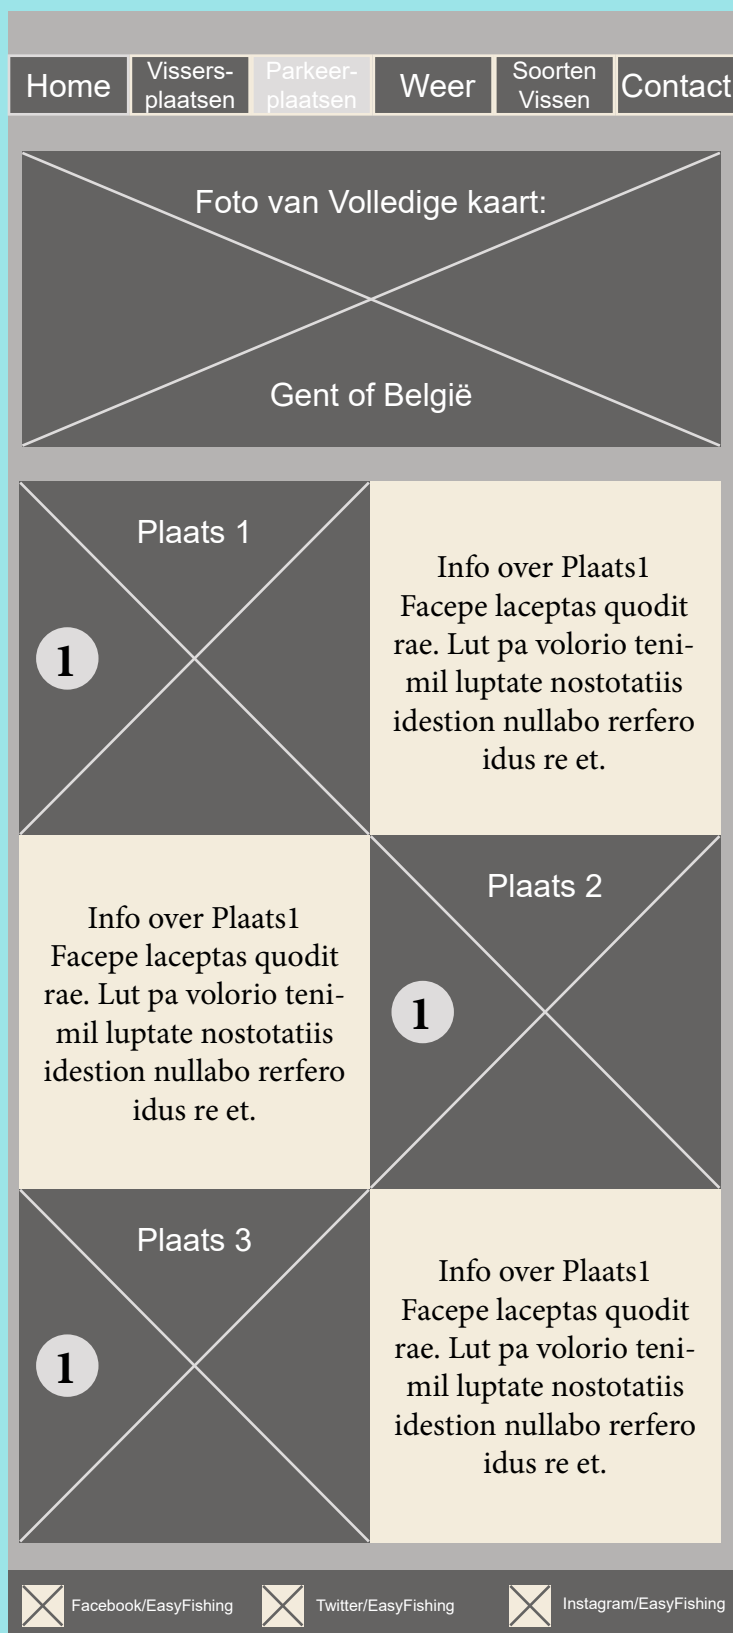 Home
Vissers-
plaatsen
Parkeer-
plaatsen
Weer
Soorten
Vissen
Contact
Foto van Volledige kaart:
Gent of België
Plaats 1
1
Info over Plaats1
Facepe laceptas quodit
rae. Lut pa volorio teni-
mil luptate nostotatiis
idestion nullabo rerfero
idus re et.
Info over Plaats1
Facepe laceptas quodit
rae. Lut pa volorio teni-
mil luptate nostotatiis
idestion nullabo rerfero
idus re et.
Plaats 2
1
Plaats 3
1
Info over Plaats1
Facepe laceptas quodit
rae. Lut pa volorio teni-
mil luptate nostotatiis
idestion nullabo rerfero
idus re et.
Facebook/EasyFishing
Twitter/EasyFishing
Instagram/EasyFishing